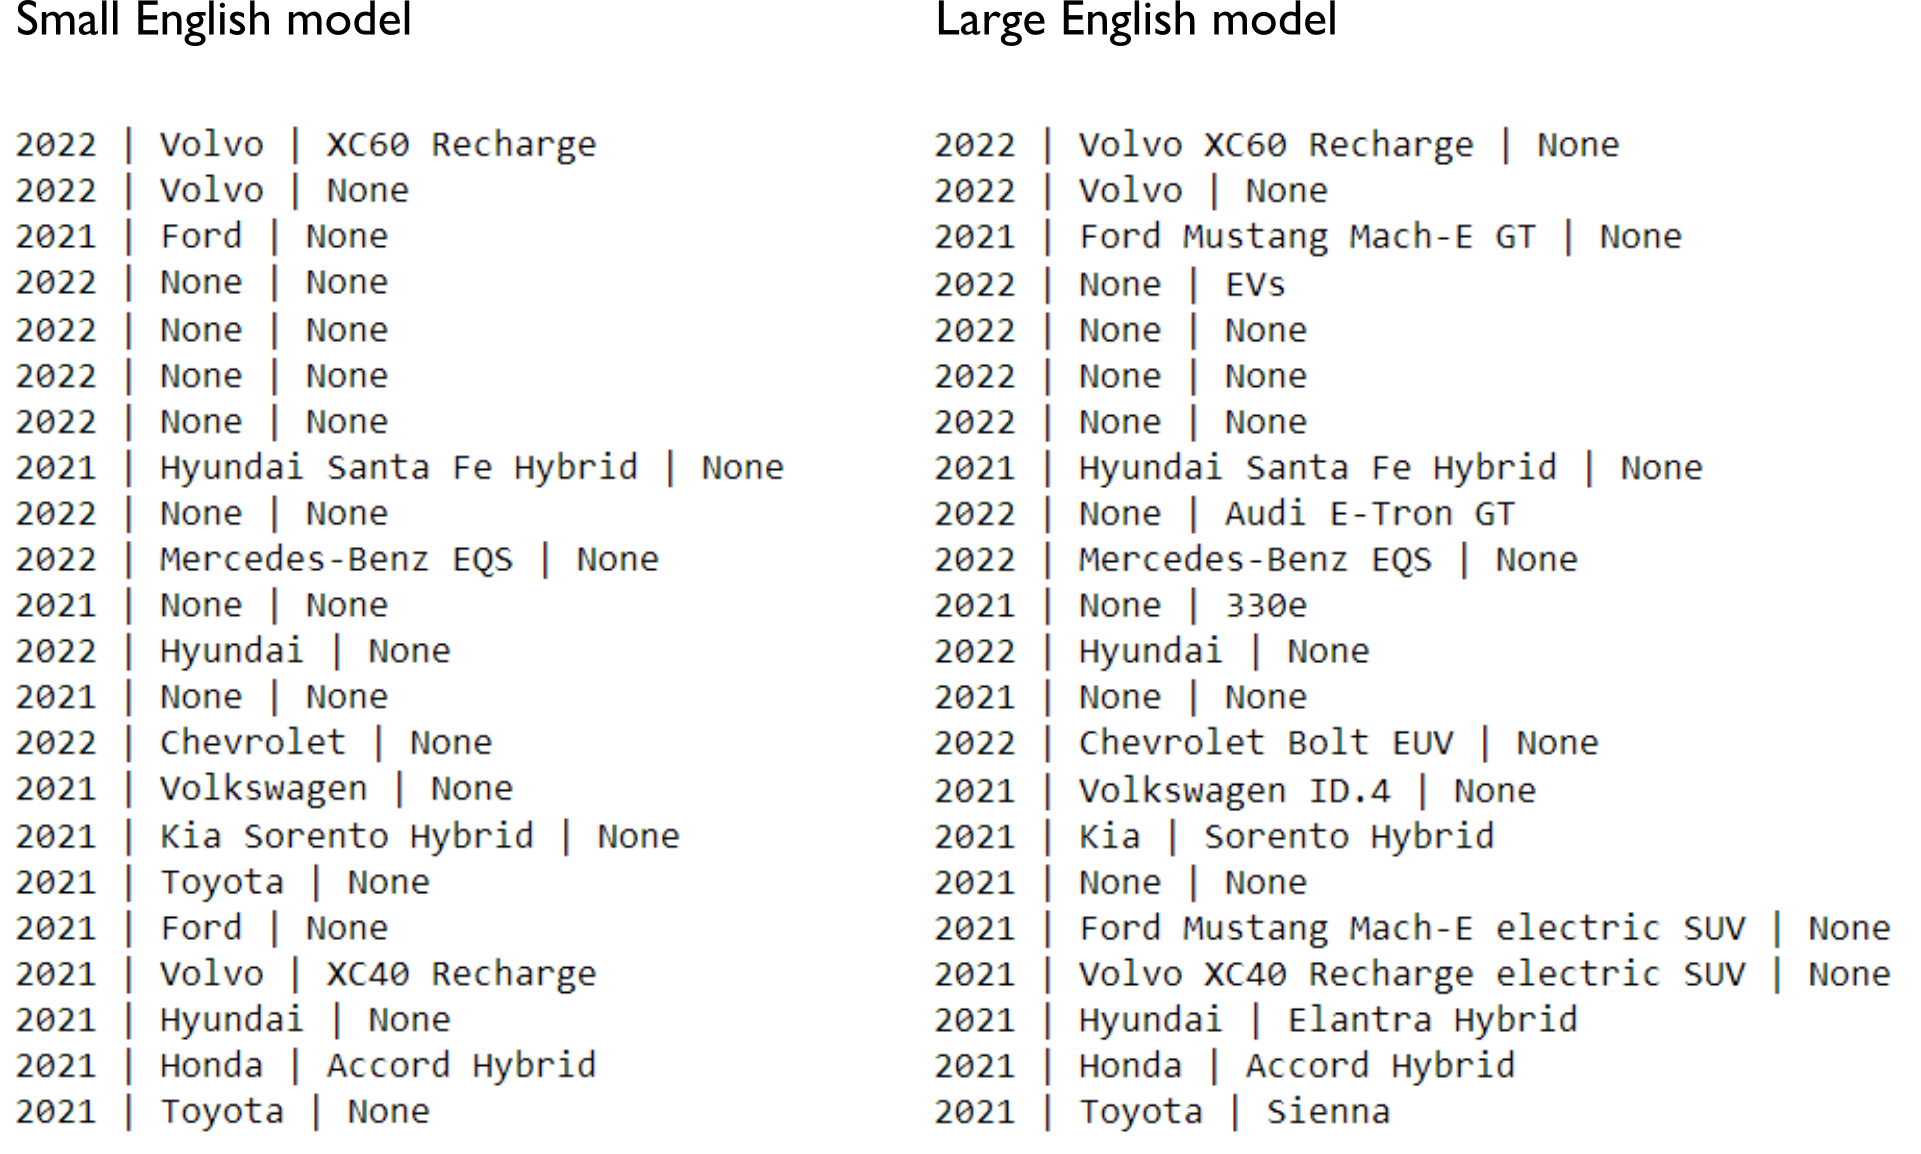 Small English model
2022 | Volvo | XC60 Recharge
2022 | Volvo | None
2021 | Ford | None
2022 | None | None
2022 | None | None
2022 | None | None
2022 | None | None
2021 | Hyundai Santa Fe Hybrid | None
2022 | None | None
2022 | Mercedes-Benz EQS | None
2021 | None | None
2022 | Hyundai | None
2021 | None | None
2022 | Chevrolet | None
2021 | Volkswagen | None
2021 | Kia Sorento Hybrid | None
2021 | Toyota | None
2021 | Ford | None
2021 | Volvo | XC40 Recharge
2021 | Hyundai | None
2021 | Honda | Accord Hybrid
2021 | Toyota | None
Large English model
2022 | Volvo XC60 Recharge | None
2022 | Volvo | None
2021 | Ford Mustang Mach-E GT | None
2022 | None | EVs
2022 | None | None
2022 | None | None
2022 | None | None
2021 | Hyundai Santa Fe Hybrid | None
2022 | None | Audi E-Tron GT
2022 | Mercedes-Benz EQS | None
2021 | None | 330e
2022 | Hyundai | None
2021 | None | None
2022 | Chevrolet Bolt EUV | None
2021 | Volkswagen ID.4 | None
2021 | Kia | Sorento Hybrid
2021 | None | None
2021 | Ford Mustang Mach-E electric SUV | None
2021 | Volvo XC40 Recharge electric SUV | None
2021 | Hyundai | Elantra Hybrid
2021 | Honda | Accord Hybrid
2021 | Toyota | Sienna